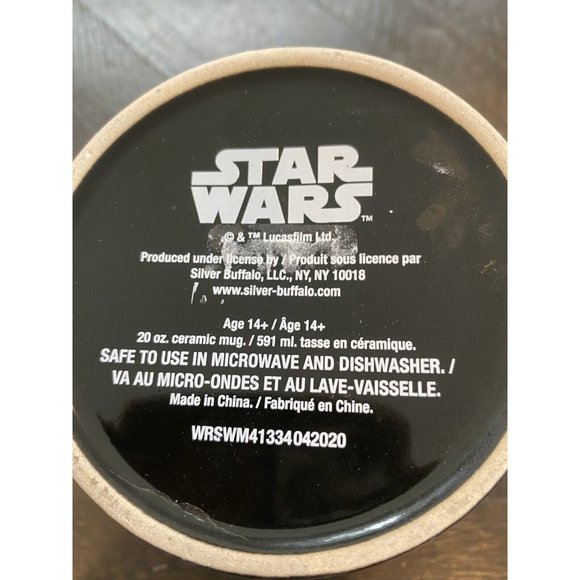 STAR
WARS™
© & ™ Lucasfilm Ltd.
Produced under license by / Produit sous licence par
Silver Buffalo, LLC., NY, NY 10018
www.silver-buffalo.com
Age 14+ / Âge 14+
20 oz. ceramic mug. / 591 ml. tasse en céramique.
SAFE TO USE IN MICROWAVE AND DISHWASHER. /
VA AU MICRO-ONDES ET AU LAVE-VAISSELLE.
Made in China. / Fabriqué en Chine.
WRSWM41334042020